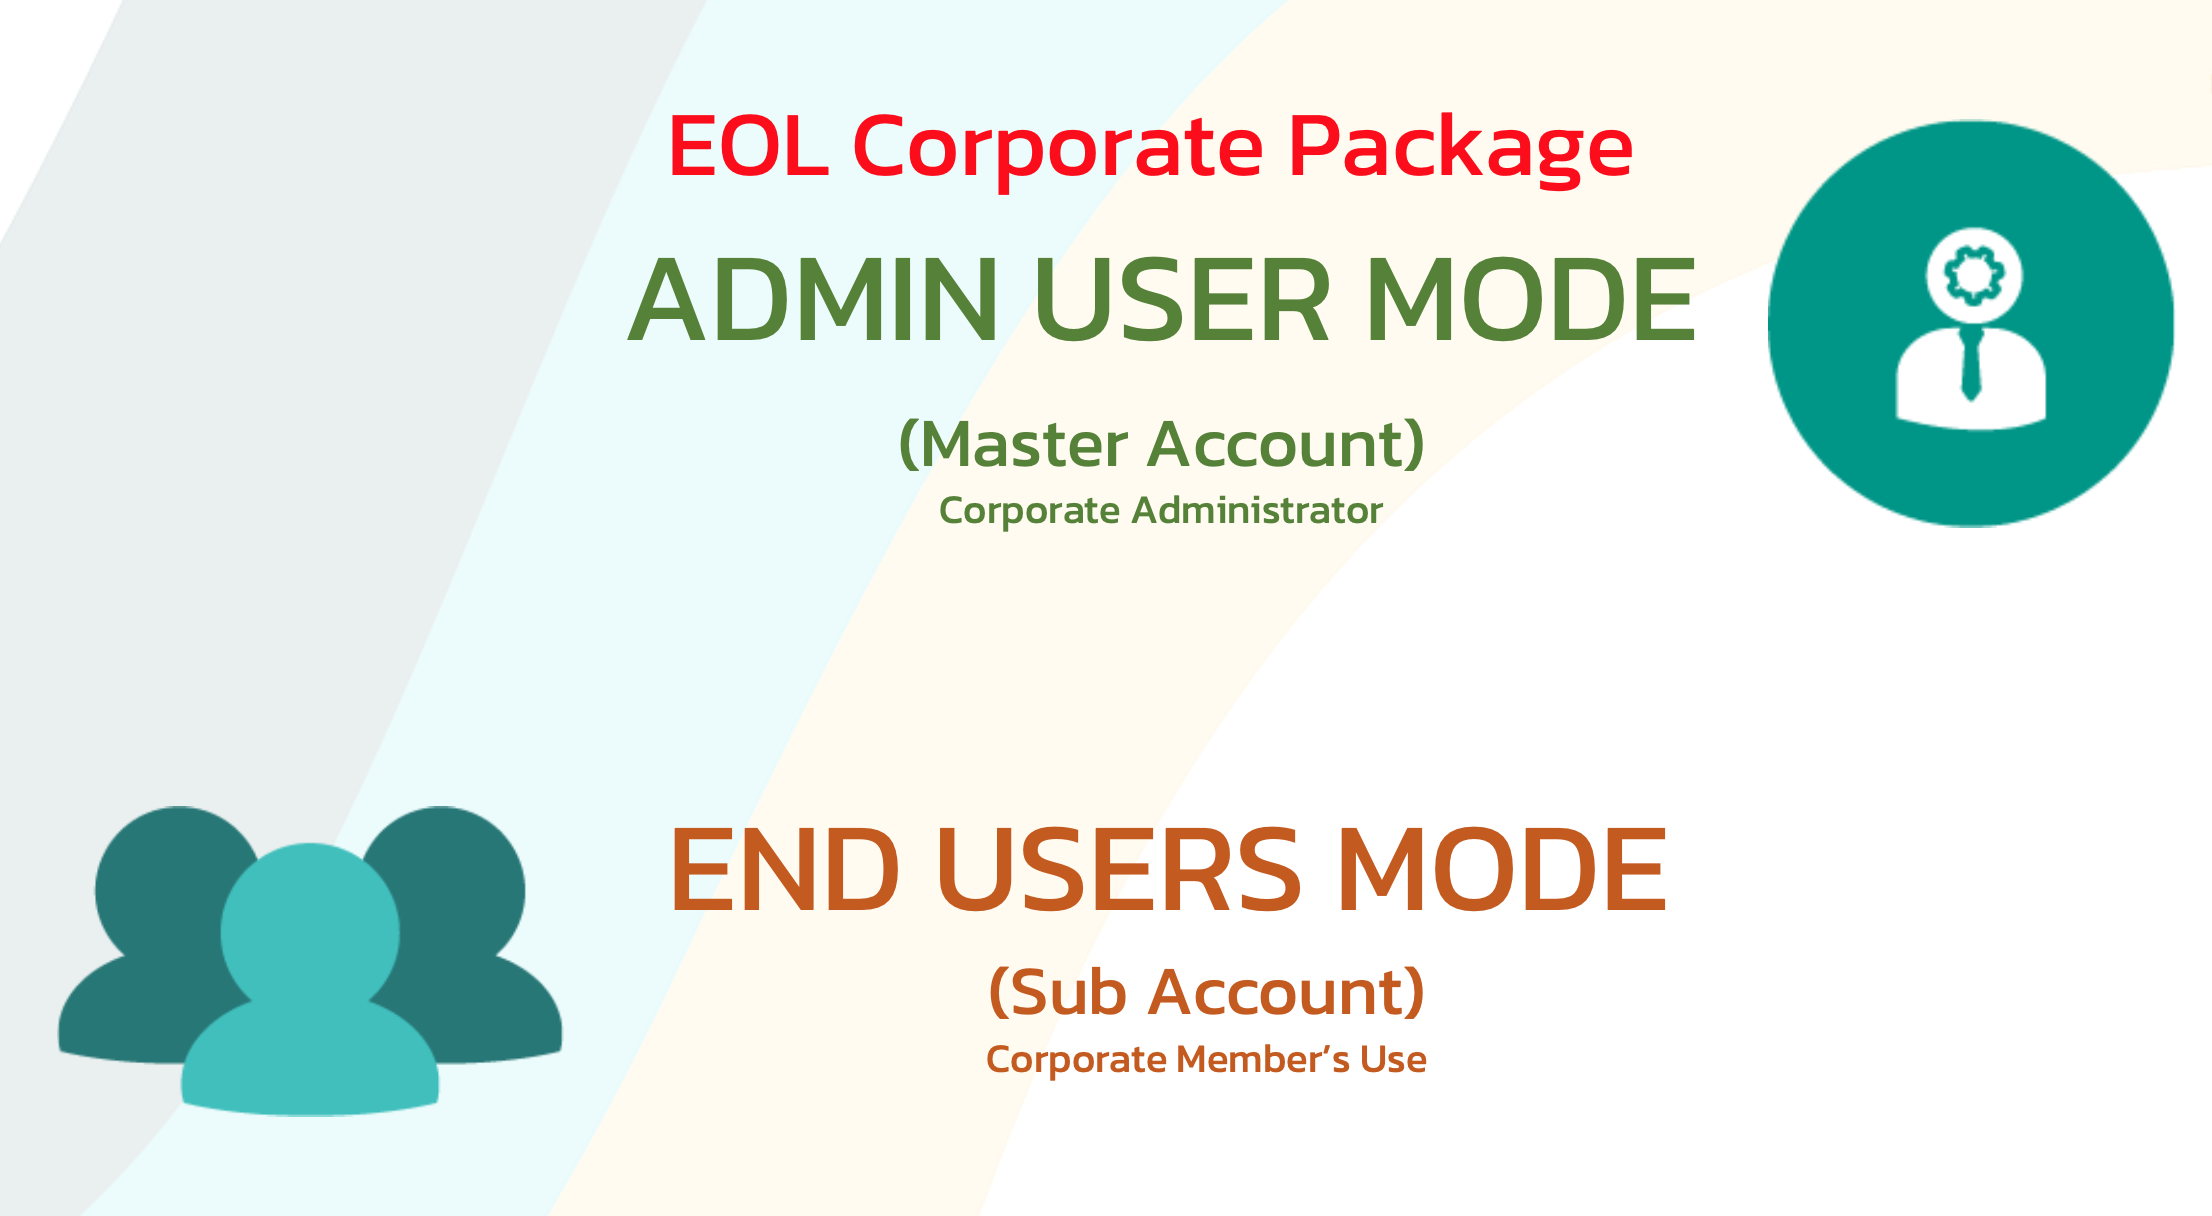 EOL Corporate Package
ADMIN USER MODE
(Master Account)
Corporate Administrator
END USERS MODE
(Sub Account)
Corporate Member’s Use